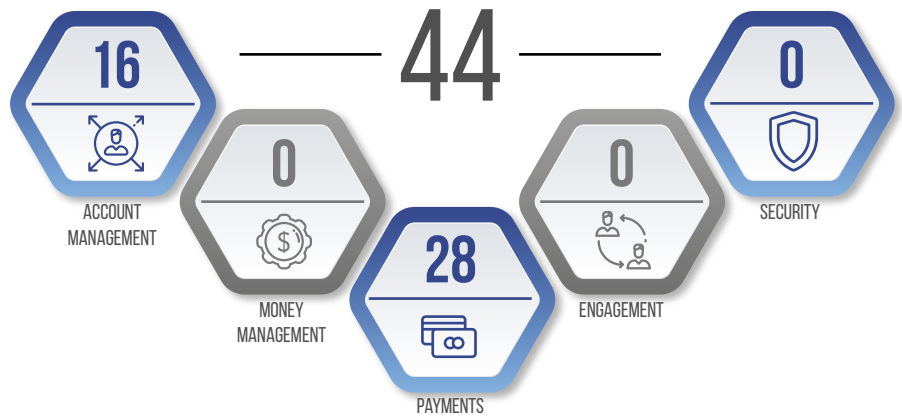 44
16
ACCOUNT
MANAGEMENT
0
$
MONEY
MANAGEMENT
28
PAYMENTS
0
ENGAGEMENT
0
SECURITY